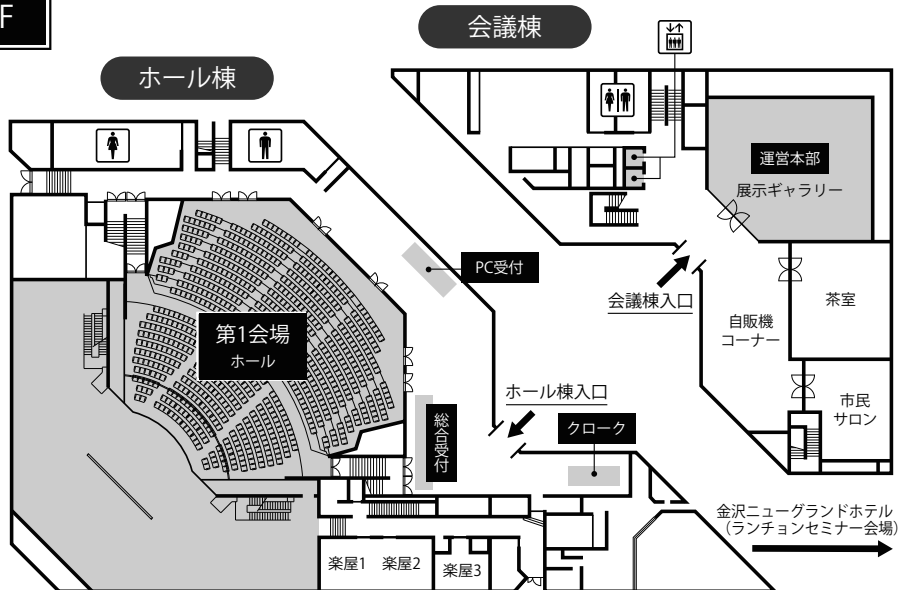 F
会議棟
ホール棟
運営本部
展示ギャラリー
PC受付
会議棟入口
茶室
自販機
コーナー
第1会場
ホール
ホール棟入口
市民
サロン
総合受付
クローク
金沢ニューグランドホテル
（ランチョンセミナー会場）
楽屋1
楽屋2
楽屋3